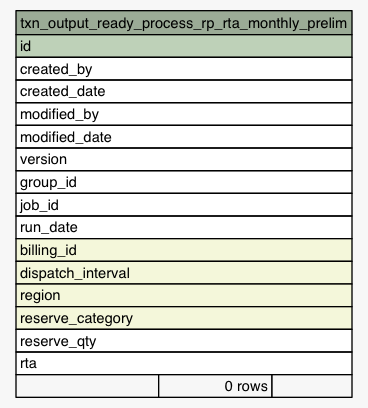 txn_output_ready_process_rp_rta_monthly_prelim
id
created_by
created_date
modified_by
modified_date
version
group_id
job_id
run_date
billing_id
dispatch_interval
region
reserve_category
reserve_qty
rta
0 rows